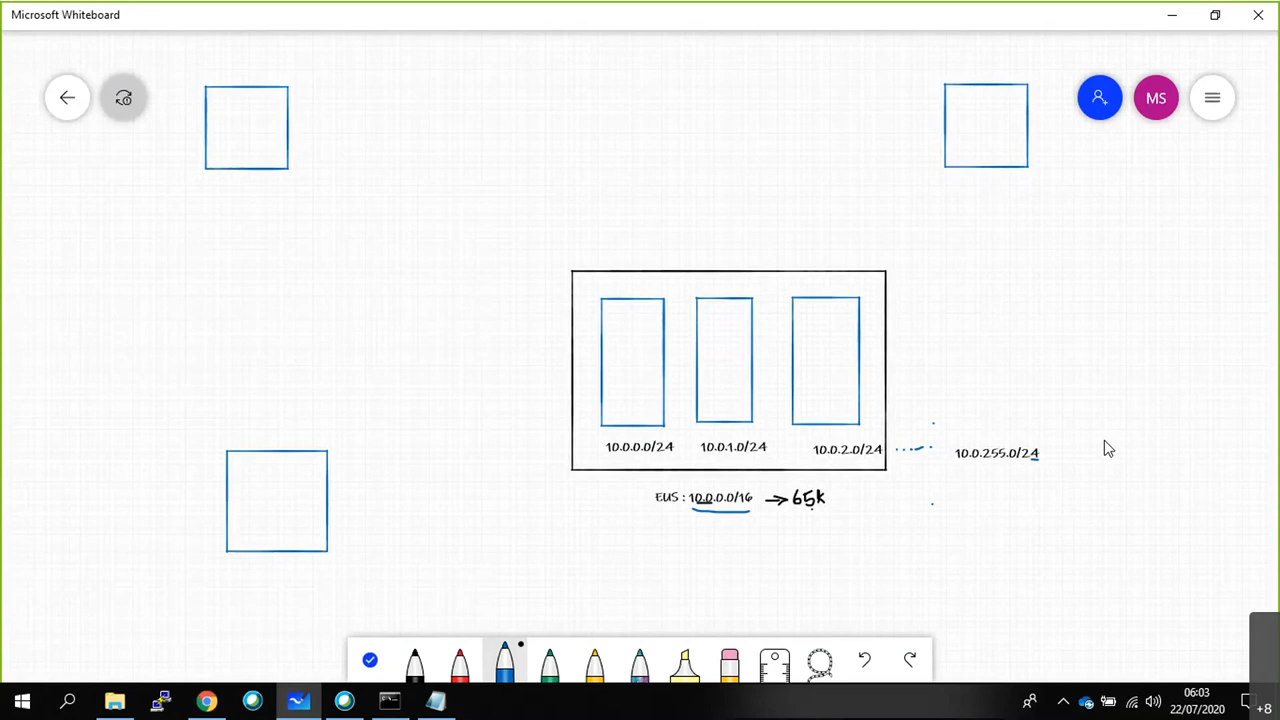 Microsoft Whiteboard
MS
10.0.0.0/24
10.0.1.0/24
10.0.2.0/24
10.0.255.0/24
EUS : 10.0.0.0/16 → 65K
06:03
22/07/2020
+8